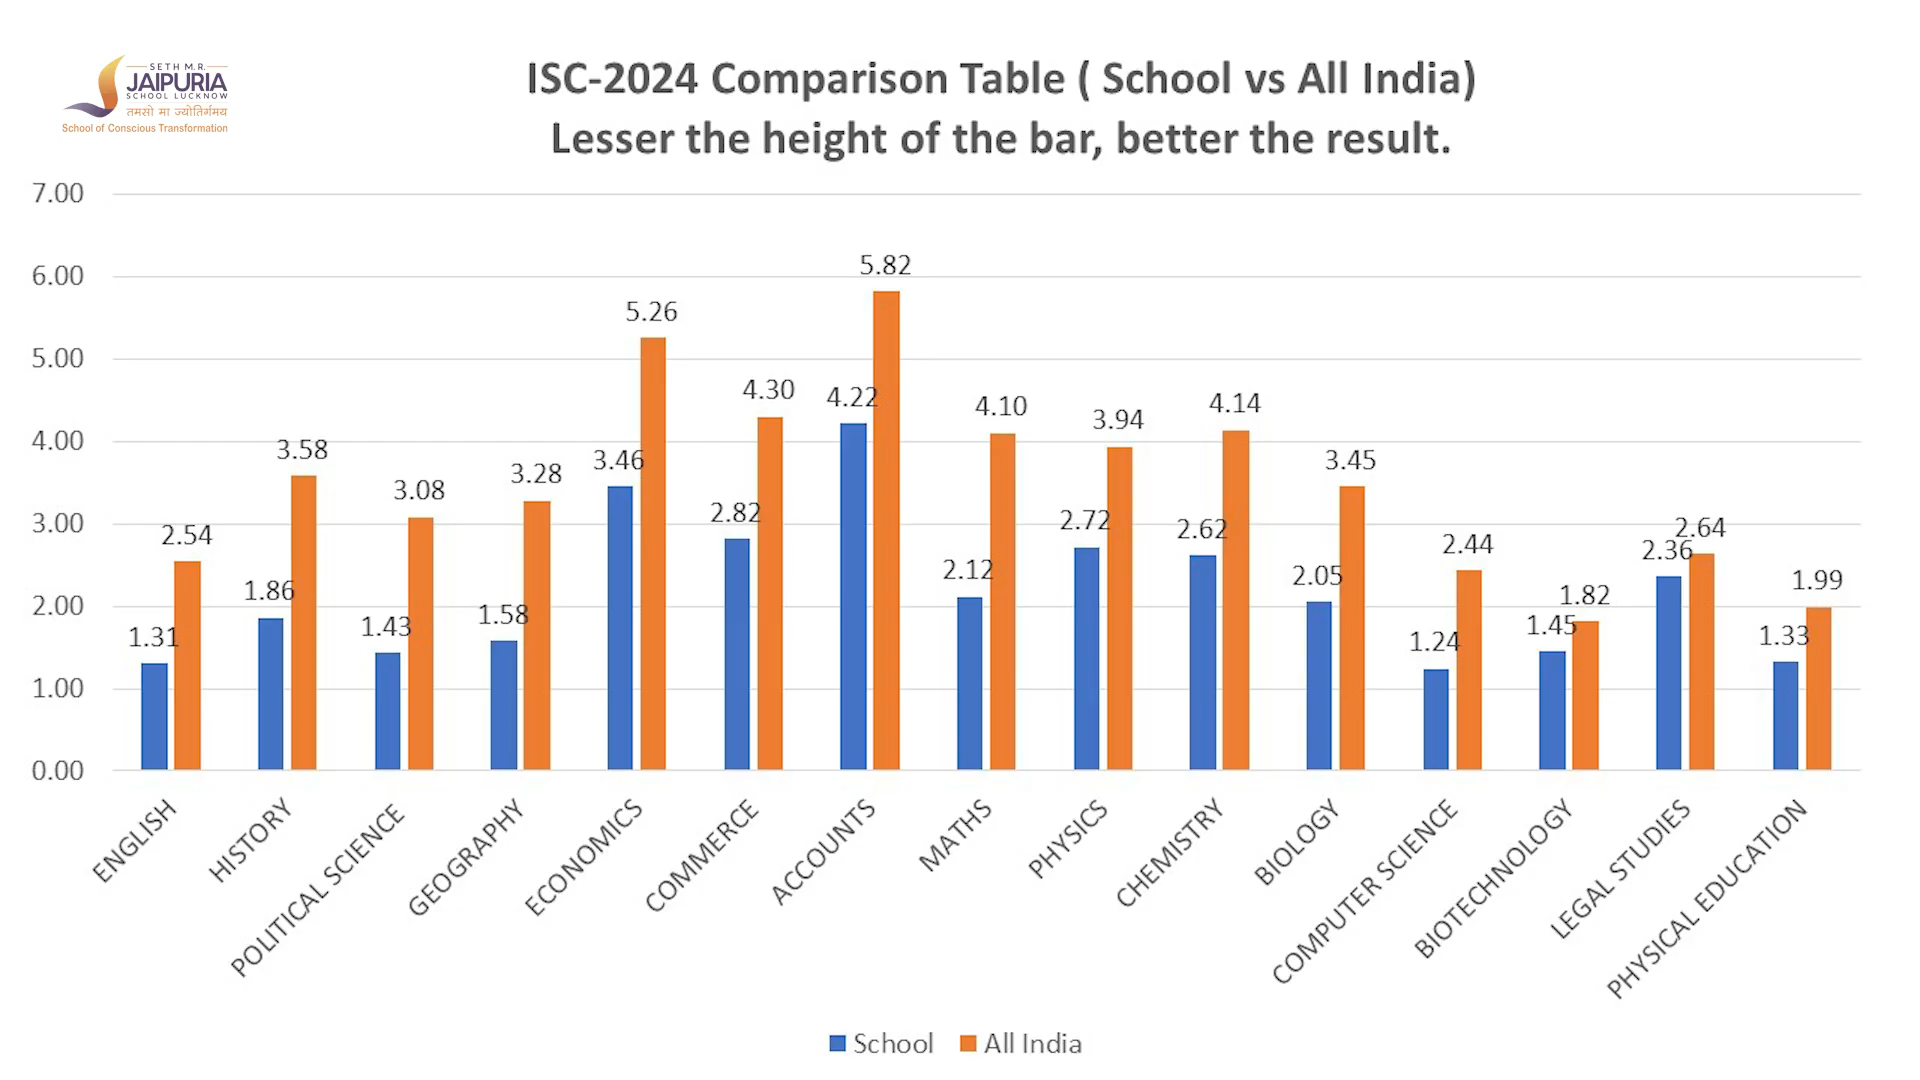 SETH M.R.
JAIPURIA
SCHOOL LUCKNOW
तमसो मा ज्योतिर्गमय
School of Conscious Transformation
ISC-2024 Comparison Table ( School vs All India)
Lesser the height of the bar, better the result.
7.00
6.00
5.00
4.00
3.00
2.00
1.00
0.00
1.31 2.54
1.86 3.58
1.43 3.08
1.58 3.28
3.46 5.26
2.82 4.30
4.22 5.82
2.12 4.10
2.72 3.94
2.62 4.14
2.05 3.45
1.24 2.44
1.45 1.82
2.36 2.64
1.33 1.99
ENGLISH
HISTORY
POLITICAL SCIENCE
GEOGRAPHY
ECONOMICS
COMMERCE
ACCOUNTS
MATHS
PHYSICS
CHEMISTRY
BIOLOGY
COMPUTER SCIENCE
BIOTECHNOLOGY
LEGAL STUDIES
PHYSICAL EDUCATION
School All India